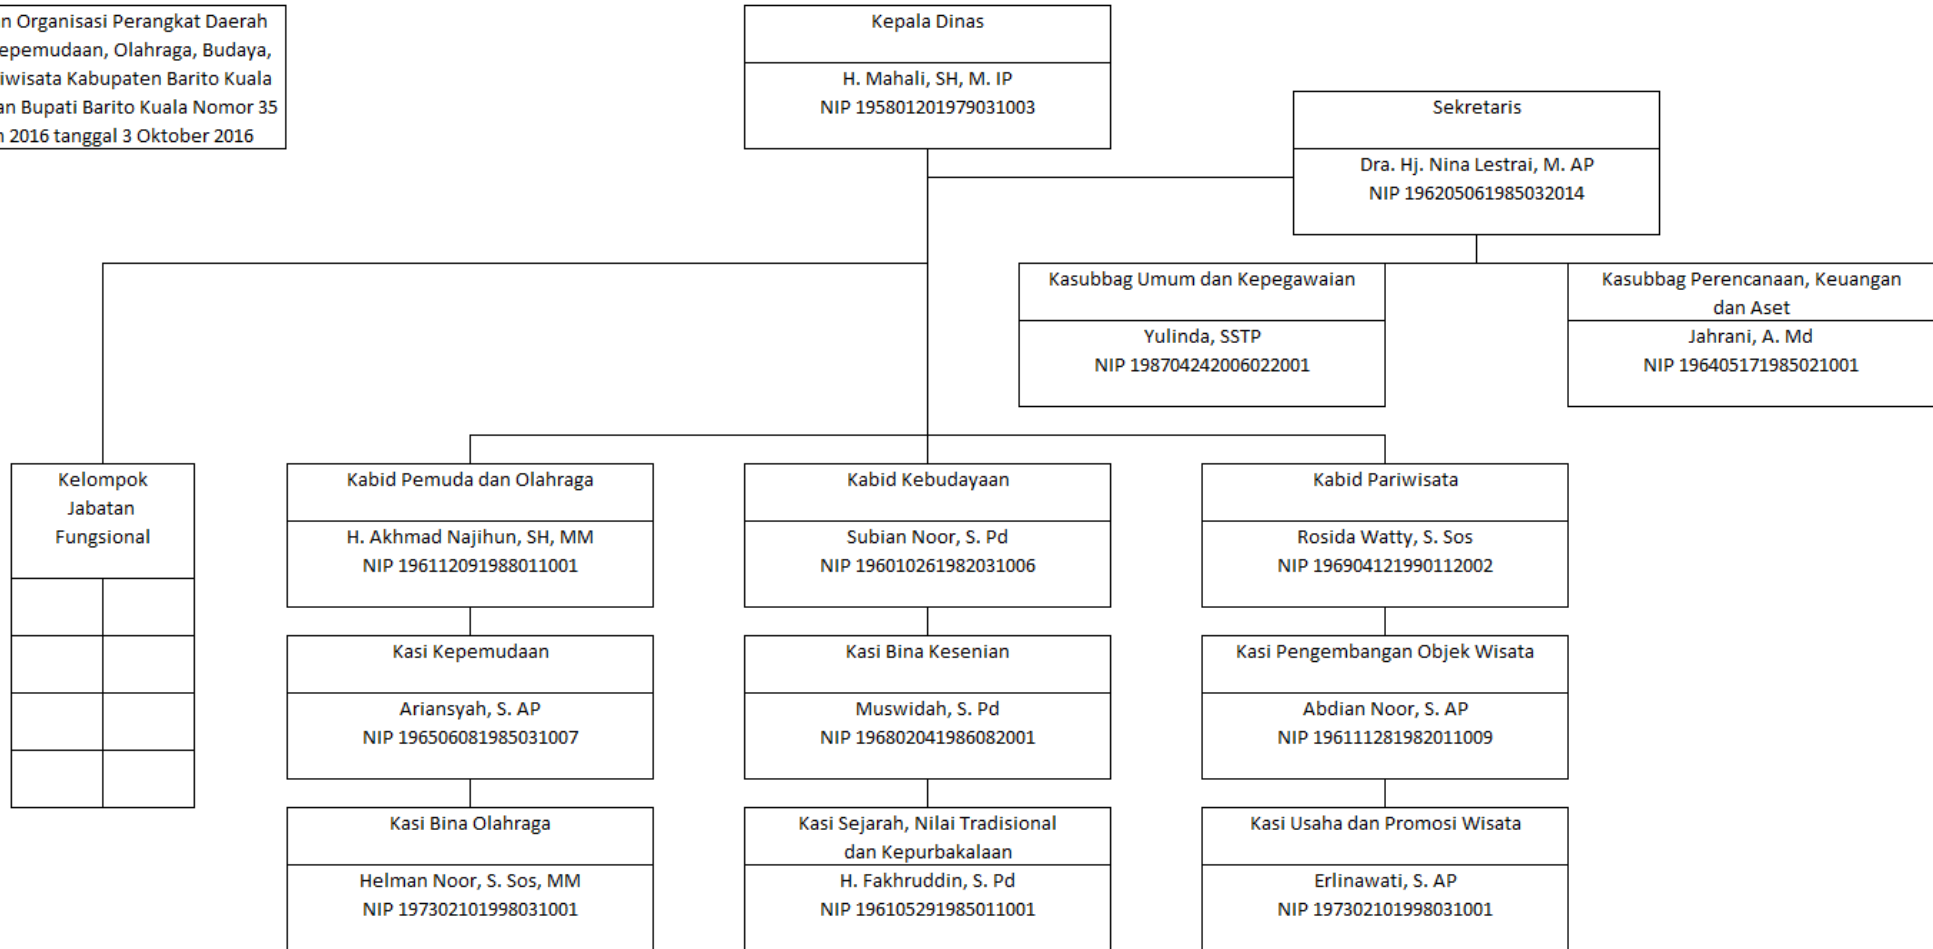 n Organisasi Perangkat Daerah
epemudaan, Olahraga, Budaya,
iwisata Kabupaten Barito Kuala
an Bupati Barito Kuala Nomor 35
2016 tanggal 3 Oktober 2016
Kepala Dinas
H. Mahali, SH, M. IP
NIP 195801201979031003
Sekretaris
Dra. Hj. Nina Lestrai, M. AP
NIP 196205061985032014
Kasubbag Umum dan Kepegawaian
Yulinda, SSTP
NIP 198704242006022001
Kasubbag Perencanaan, Keuangan
dan Aset
Jahrani, A. Md
NIP 196405171985021001
Kelompok
Jabatan
Fungsional
Kabid Pemuda dan Olahraga
H. Akhmad Najihun, SH, MM
NIP 196112091988011001
Kabid Kebudayaan
Subian Noor, S. Pd
NIP 196010261982031006
Kabid Pariwisata
Rosida Watty, S. Sos
NIP 196904121990112002
Kasi Kepemudaan
Ariansyah, S. AP
NIP 196506081985031007
Kasi Bina Kesenian
Muswidah, S. Pd
NIP 196802041986082001
Kasi Pengembangan Objek Wisata
Abdian Noor, S. AP
NIP 196111281982011009
Kasi Bina Olahraga
Helman Noor, S. Sos, MM
NIP 197302101998031001
Kasi Sejarah, Nilai Tradisional
dan Kepurbakalaan
H. Fakhruddin, S. Pd
NIP 196105291985011001
Kasi Usaha dan Promosi Wisata
Erlinawati, S. AP
NIP 197302101998031001